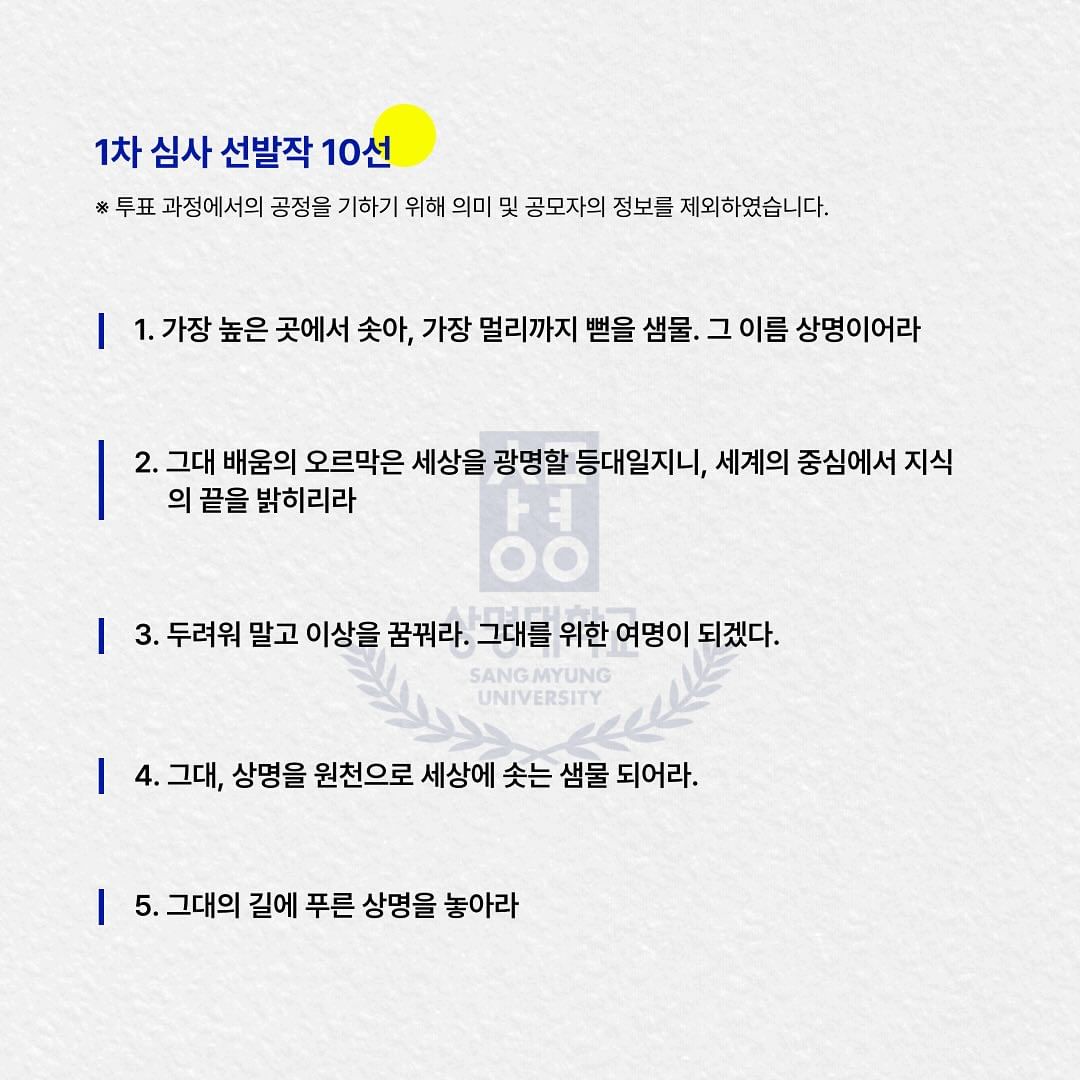 1차 심사 선발작 10선
※ 투표 과정에서의 공정을 기하기 위해 의미 및 공모자의 정보를 제외하였습니다.
1. 가장 높은 곳에서 솟아, 가장 멀리까지 뻗을 샘물. 그 이름 상명이어라
2. 그대 배움의 오르막은 세상을 광명할 등대일지니, 세계의 중심에서 지식
의 끝을 밝히리라
상명
3. 두려워 말고 이상을 꿈꿔라. 그대를 위한 여명이 되겠다.
상명대학교
SANGMYUNG
UNIVERSITY
4. 그대, 상명을 원천으로 세상에 솟는 샘물 되어라.
5. 그대의 길에 푸른 상명을 놓아라